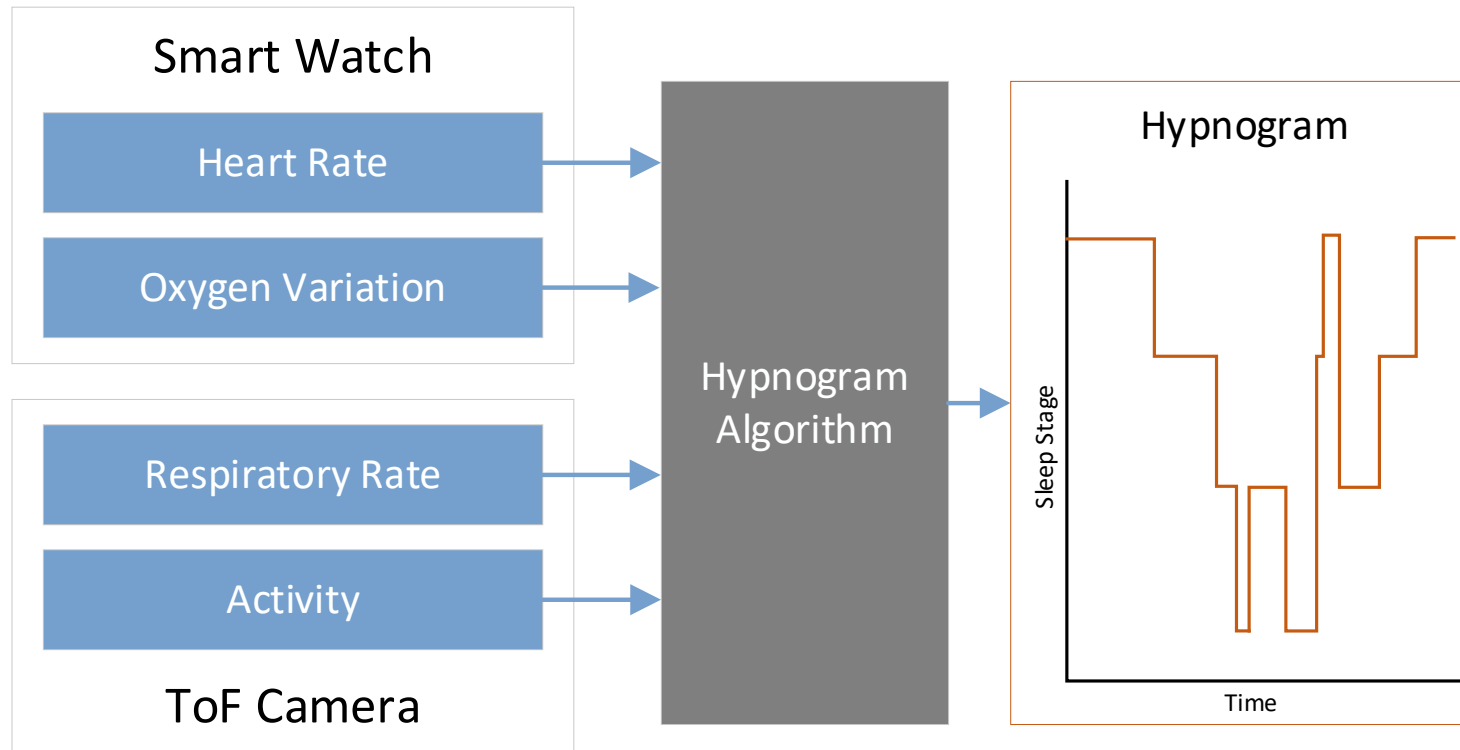 Smart Watch
Heart Rate
Oxygen Variation
Respiratory Rate
Activity
ToF Camera
Hypnogram
Algorithm
Hypnogram
Sleep Stage
Time